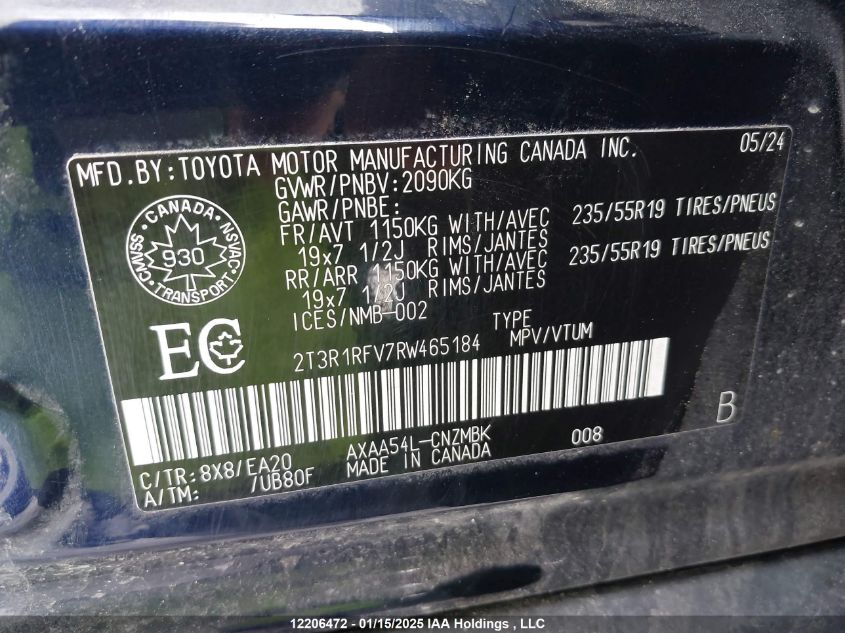 MFD.BY:TOYOTA MOTOR MANUFACTURING CANADA INC. 05/24
GVWR/PNBV:2090KG
GAWR/PNBE:
FR/AVT 1150KG WITH/AVEC 235/55R19 TIRES/PNEUS
19x7 1/2J RIMS/JANTES
RR/ARR 1150KG WITH/AVEC 235/55R19 TIRES/PNEUS
19x7 1/2J RIMS/JANTES
ICES/NMB-002
CANADA
CMVSS NSVAC
930
TRANSPORT
EC
TYPE
2T3R1RFV7RW465184 MPV/VTUM
B
AXAA54L-CNZMBK 008
C/TR:8X8/EA20 MADE IN CANADA
A/TM: /UB80F
12206472 - 01/15/2025 IAA Holdings , LLC